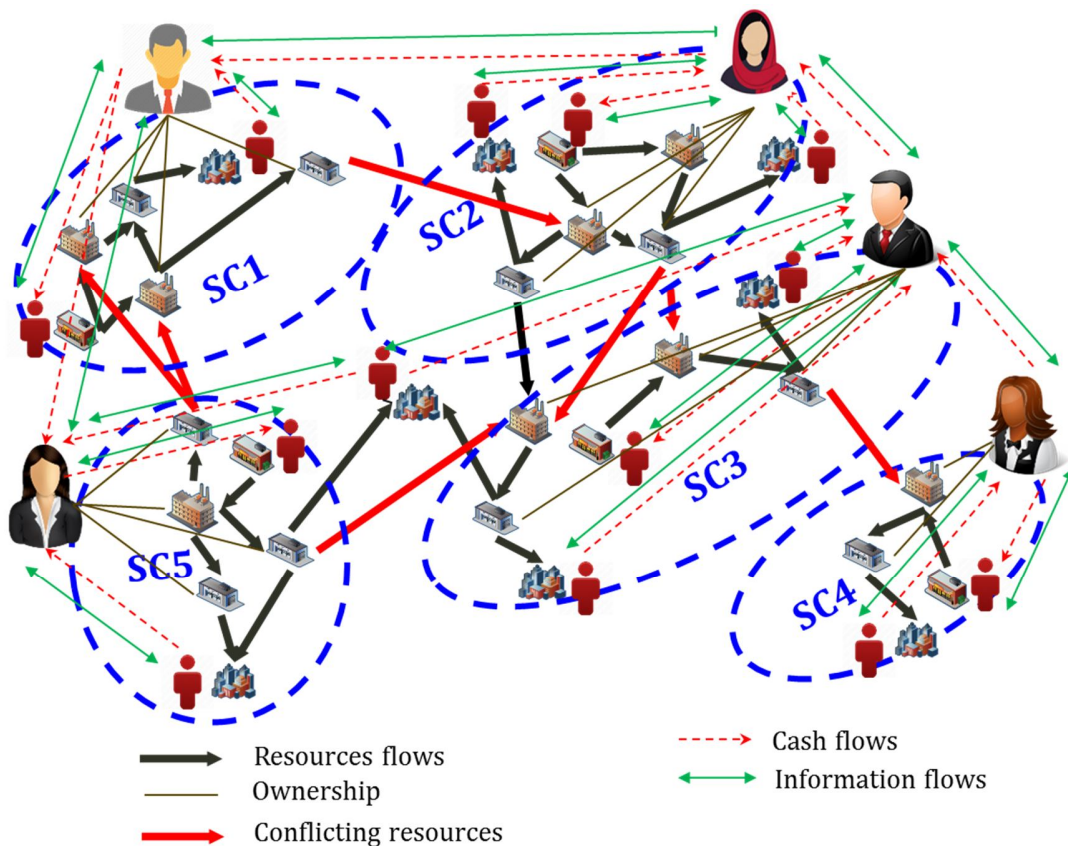 SC1
SC2
SC3
SC4
SC5
Resources flows
Ownership
Conflicting resources
Cash flows
Information flows